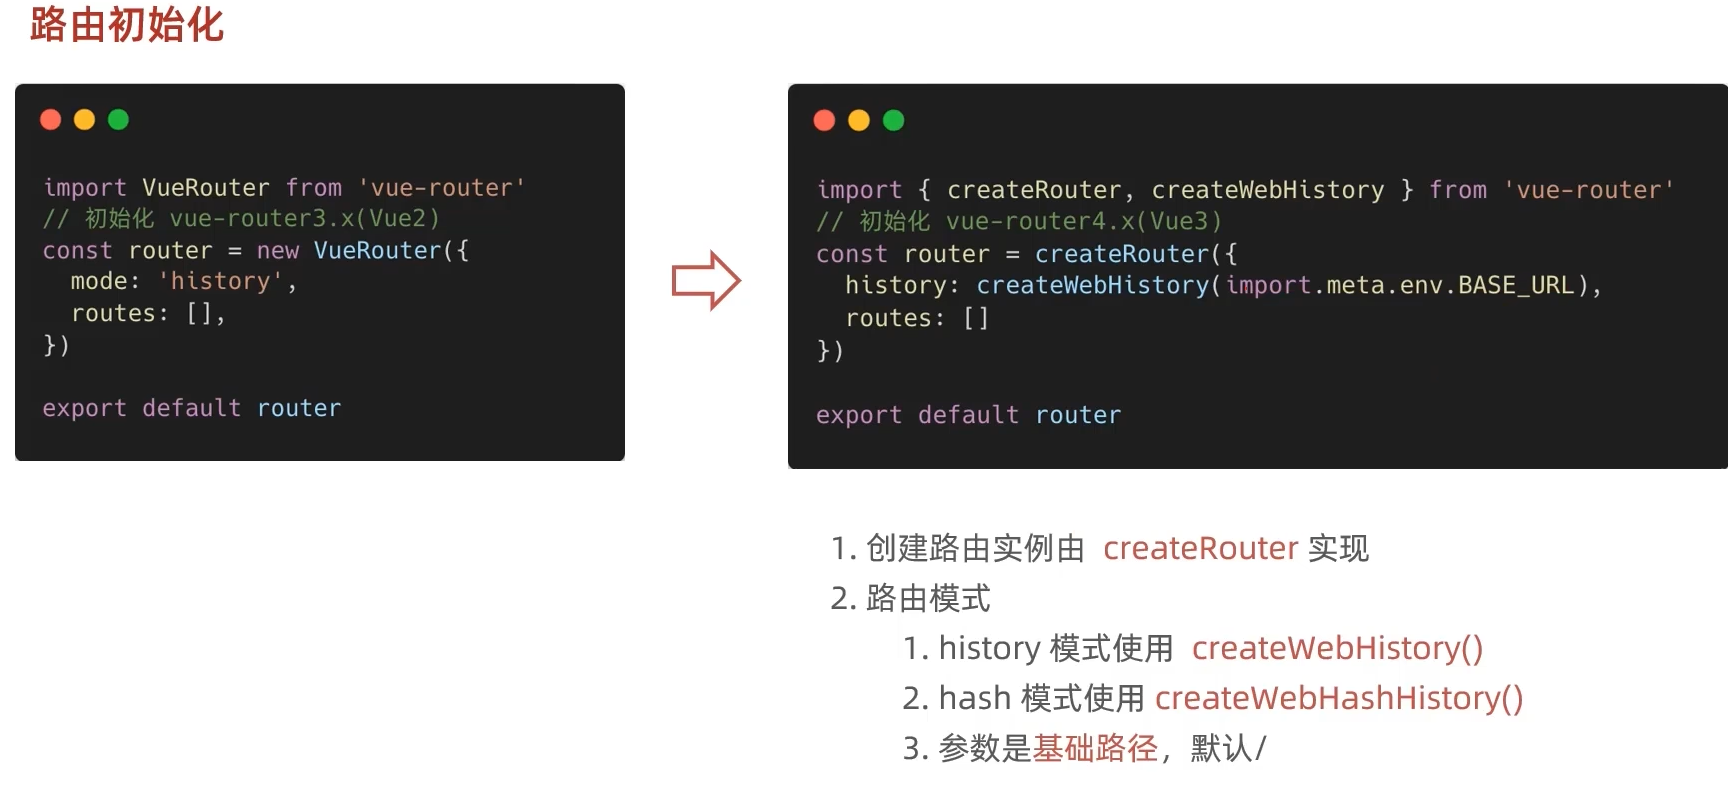 路由初始化
import VueRouter from 'vue-router'
// 初始化 vue-router3.x(Vue2)
const router = new VueRouter({
  mode: 'history',
  routes: [],
})
export default router
import { createRouter, createWebHistory } from 'vue-router'
// 初始化 vue-router4.x(Vue3)
const router = createRouter({
  history: createWebHistory(import.meta.env.BASE_URL),
  routes: []
})
export default router
1. 创建路由实例由 createRouter 实现
2. 路由模式
1. history 模式使用 createWebHistory()
2. hash 模式使用 createWebHashHistory()
3. 参数是基础路径，默认/